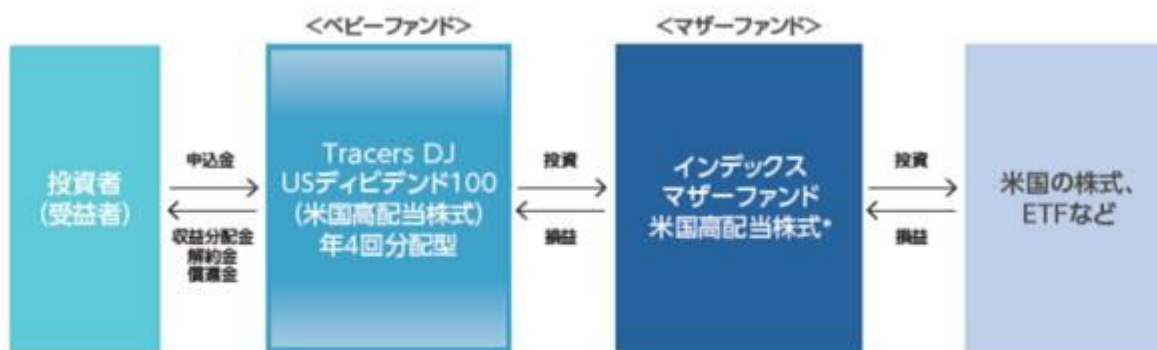 <ベビーファンド>
<マザーファンド>
投資者
(受益者)
申込金
収益分配金
解約金
償還金
Tracers DJ
USディビデンド100
(米国高配当株式)
年4回分配型
投資
損益
インデックス
マザーファンド
米国高配当株式*
投資
損益
米国の株式、
ETFなど